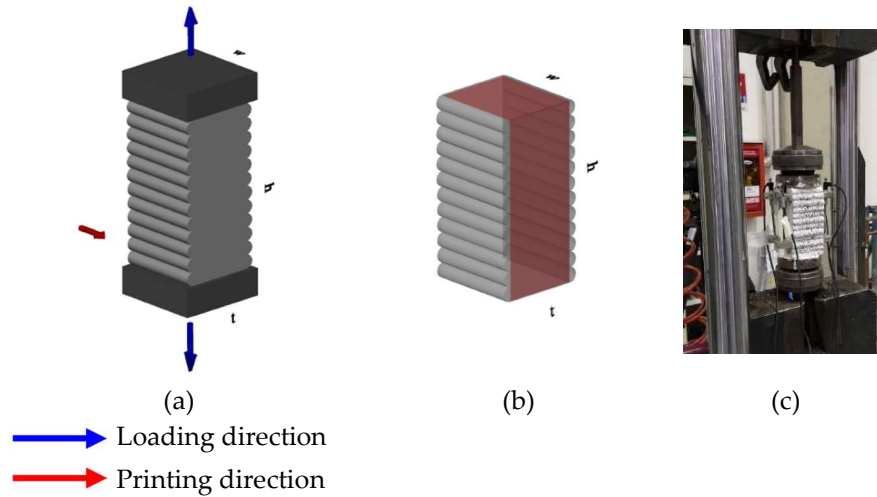 h
t
h
t
(a)
(b)
(c)
Loading direction
Printing direction